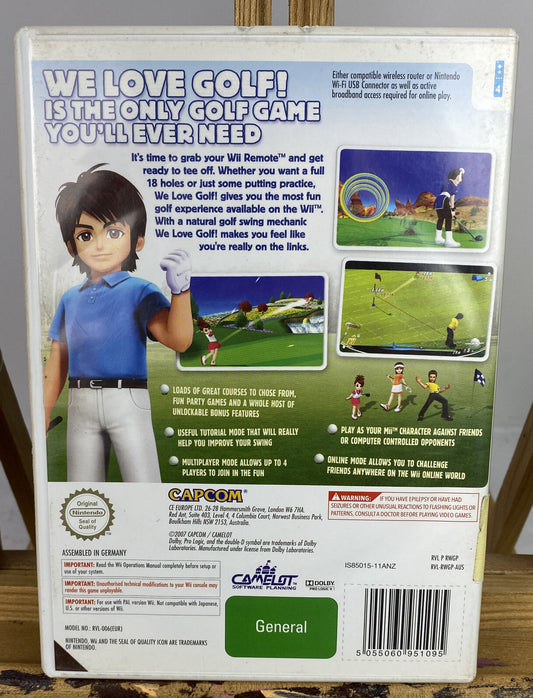 WE LOVE GOLF!
IS THE ONLY GOLF GAME
YOU'LL EVER NEED
Either compatible wireless router or Nintendo
Wi-Fi USB Connector as well as active
broadband access required for online play.
4
It's time to grab your Wii Remote™ and get
ready to tee off. Whether you want a full
18 holes or just some putting practice,
We Love Golf! gives you the most fun
golf experience available on the Wii™.
With a natural golf swing mechanic
We Love Golf! makes you feel like
you're really on the links.
LOADS OF GREAT COURSES TO CHOSE FROM,
FUN PARTY GAMES AND A WHOLE HOST OF
UNLOCKABLE BONUS FEATURES
USEFUL TUTORIAL MODE THAT WILL REALLY
HELP YOU IMPROVE YOUR SWING
MULTIPLAYER MODE ALLOWS UP TO 4
PLAYERS TO JOIN IN THE FUN
PLAY AS YOUR Mii™ CHARACTER AGAINST FRIENDS
OR COMPUTER CONTROLLED OPPONENTS
ONLINE MODE ALLOWS YOU TO CHALLENGE
FRIENDS ANYWHERE ON THE Wii ONLINE WORLD
Original
Nintendo
Seal of
Quality
CAPCOM
CE EUROPE LTD. 26-28 Hammersmith Grove, London W6 7HA.
Red Ant, Suite 403, Level 4, 4 Columbia Court, Norwest Business Park,
Baulkham Hills NSW 2153, Australia.
©2007 CAPCOM / CAMELOT
Dolby, Pro Logic, and the double-D symbol are trademarks of Dolby
Laboratories. Manufactured under license from Dolby Laboratories.
WARNING: IF YOU HAVE EPILEPSY OR HAVE HAD
SEIZURES OR OTHER UNUSUAL REACTIONS TO FLASHING LIGHTS OR
PATTERNS, CONSULT A DOCTOR BEFORE PLAYING VIDEO GAMES.
ASSEMBLED IN GERMANY
IMPORTANT: Read the Wii Operations Manual completely before setup or
use of system.
IMPORTANT: Unauthorised technical modifications to your Wii console may
render this game unplayable.
IMPORTANT: For use with PAL version Wii. Not compatible with Japanese,
U.S. or other versions of Wii.
MODEL NO.: RVL-006(EUR)
NINTENDO, Wii AND THE SEAL OF QUALITY ICON ARE TRADEMARKS
OF NINTENDO.
CAMELOT
SOFTWARE PLANNING
DOLBY
PRO LOGIC II
General
IS85015-11ANZ
RVL P RWGP
RVL-RWGP-AUS
5 055060 951095